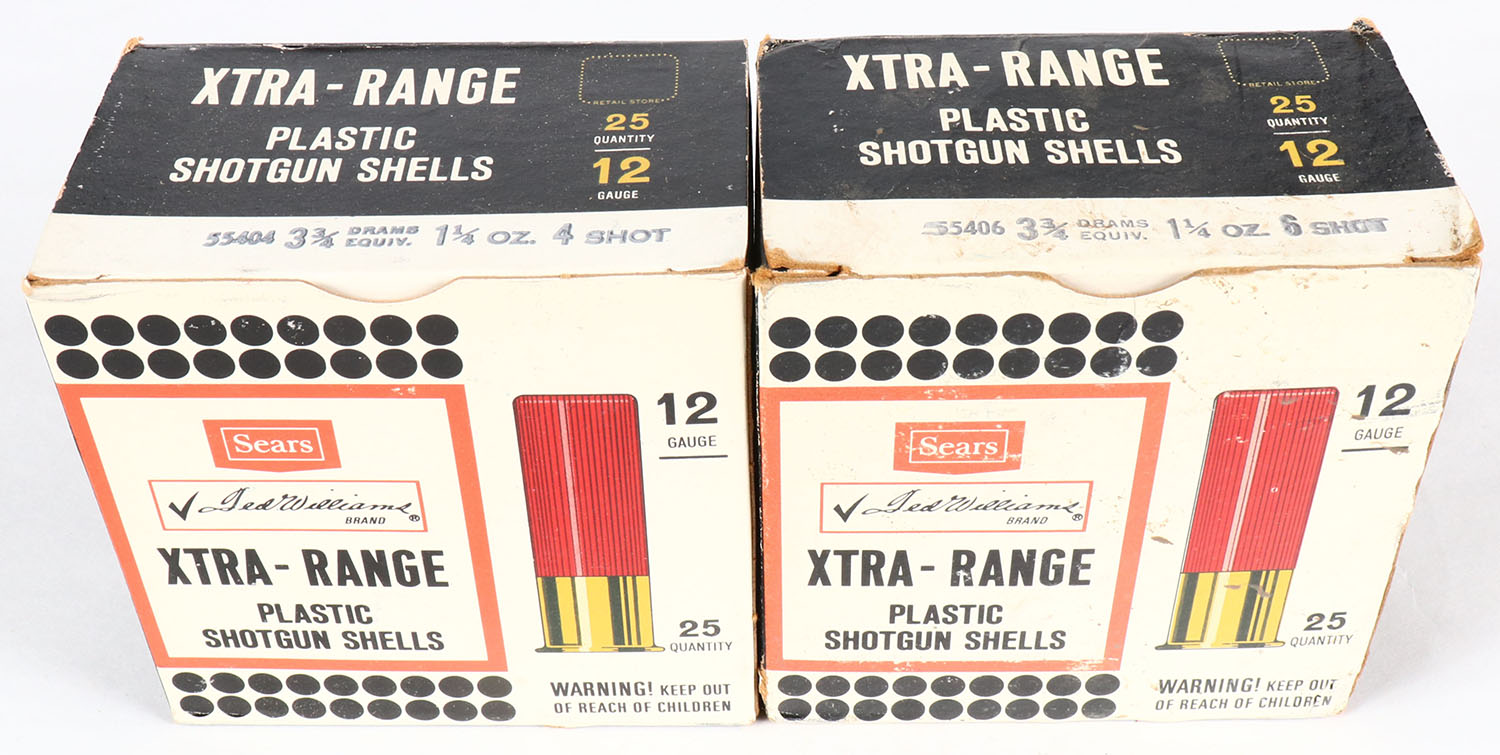 XTRA-RANGE
RETAIL STORE
PLASTIC
SHOTGUN SHELLS
25
QUANTITY
12
GAUGE
55404 3¾ DRAMS EQUIV. 1¼ OZ. 4 SHOT
Sears
✓ Ted Williams ®
BRAND
XTRA-RANGE
PLASTIC
SHOTGUN SHELLS
12
GAUGE
25
QUANTITY
WARNING! KEEP OUT
OF REACH OF CHILDREN
XTRA-RANGE
RETAIL STORE
PLASTIC
SHOTGUN SHELLS
25
QUANTITY
12
GAUGE
55406 3¾ DRAMS EQUIV. 1¼ OZ. 6 SHOT
Sears
✓ Ted Williams ®
BRAND
XTRA-RANGE
PLASTIC
SHOTGUN SHELLS
12
GAUGE
25
QUANTITY
WARNING! KEEP OUT
OF REACH OF CHILDREN